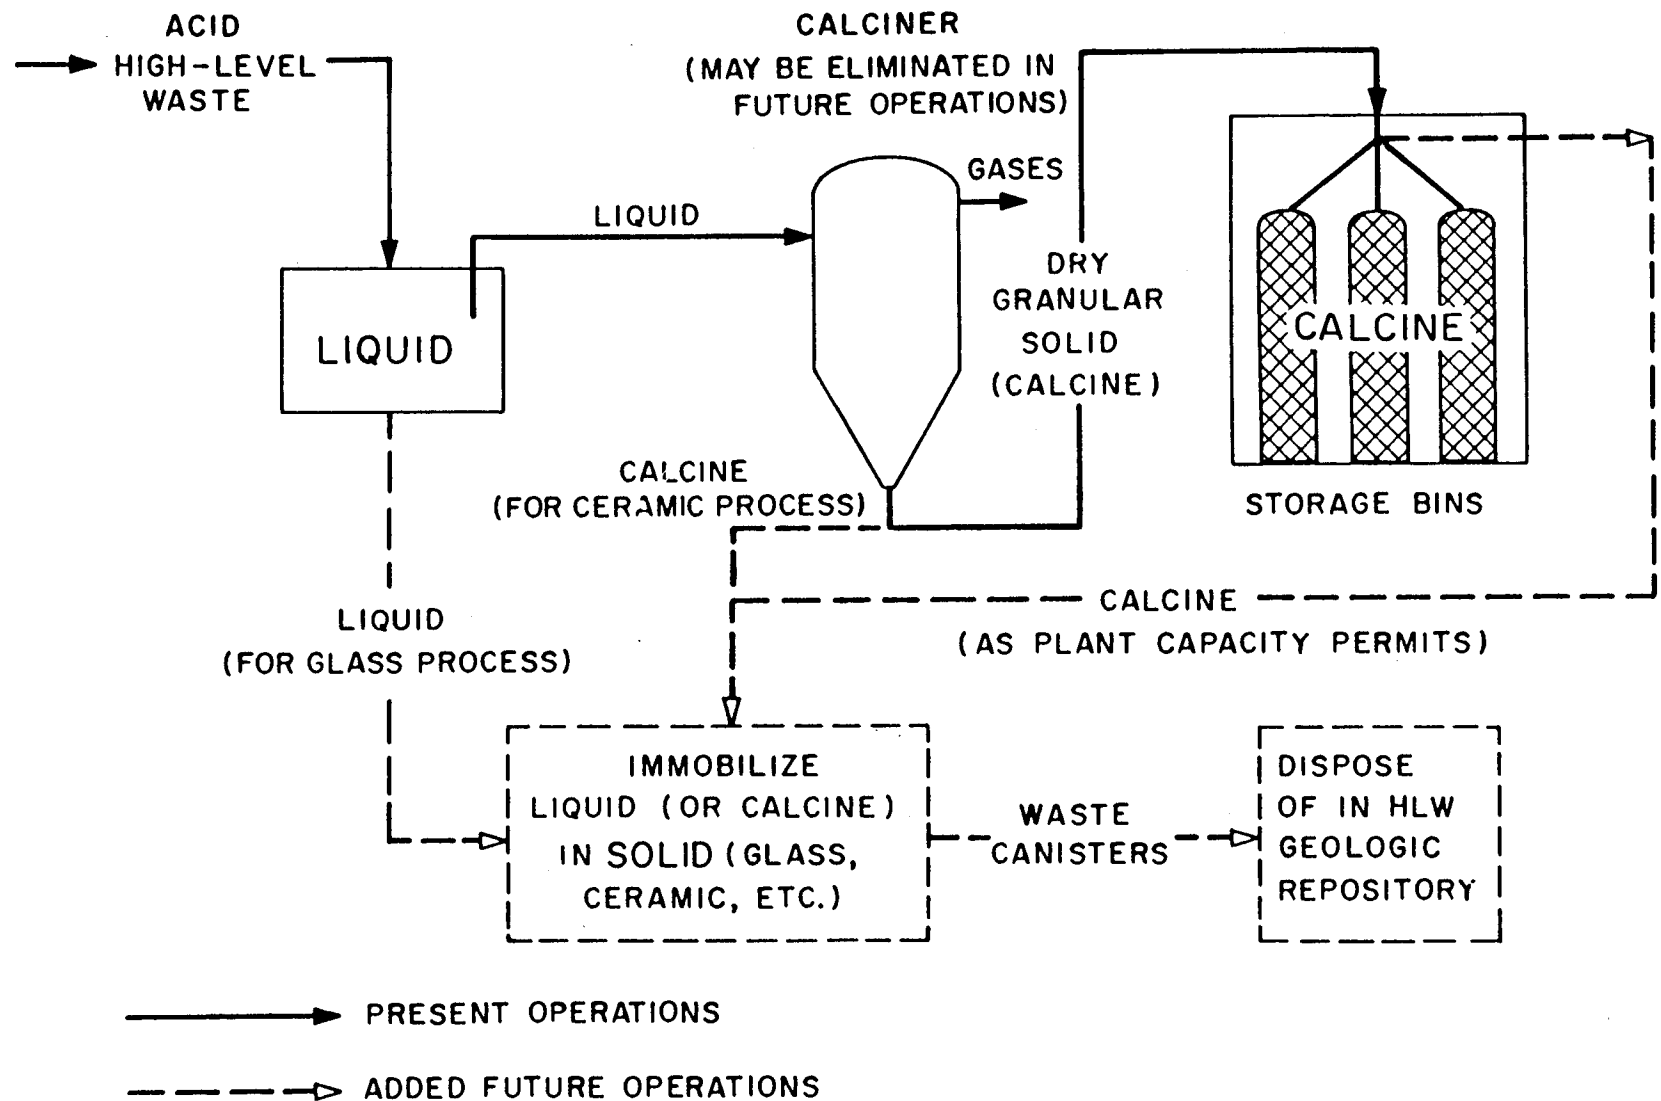 ACID
HIGH-LEVEL
WASTE
CALCINER
(MAY BE ELIMINATED IN
FUTURE OPERATIONS)
GASES
LIQUID
LIQUID
DRY
GRANULAR
SOLID
(CALCINE)
CALCINE
STORAGE BINS
CALCINE
(FOR CERAMIC PROCESS)
LIQUID
(FOR GLASS PROCESS)
CALCINE
(AS PLANT CAPACITY PERMITS)
IMMOBILIZE
LIQUID (OR CALCINE)
IN SOLID (GLASS,
CERAMIC, ETC.)
WASTE
CANISTERS
DISPOSE
OF IN HLW
GEOLOGIC
REPOSITORY
PRESENT OPERATIONS
ADDED FUTURE OPERATIONS